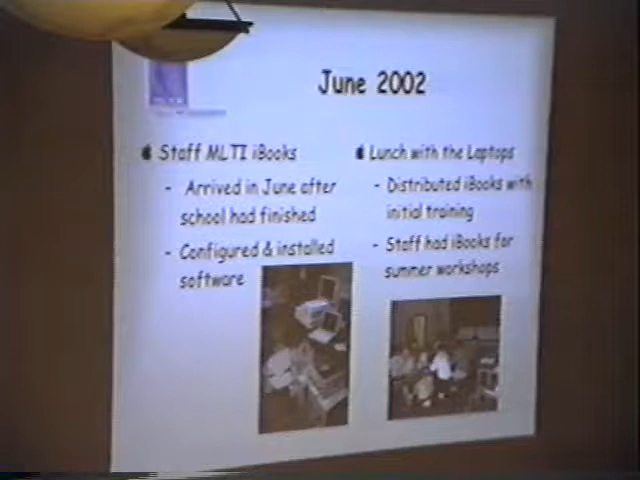 June 2002
Staff MLTI iBooks
- Arrived in June after
school had finished
- Configured & installed
software
Lunch with the Laptops
- Distributed iBooks with
initial training
- Staff had iBooks for
summer workshops